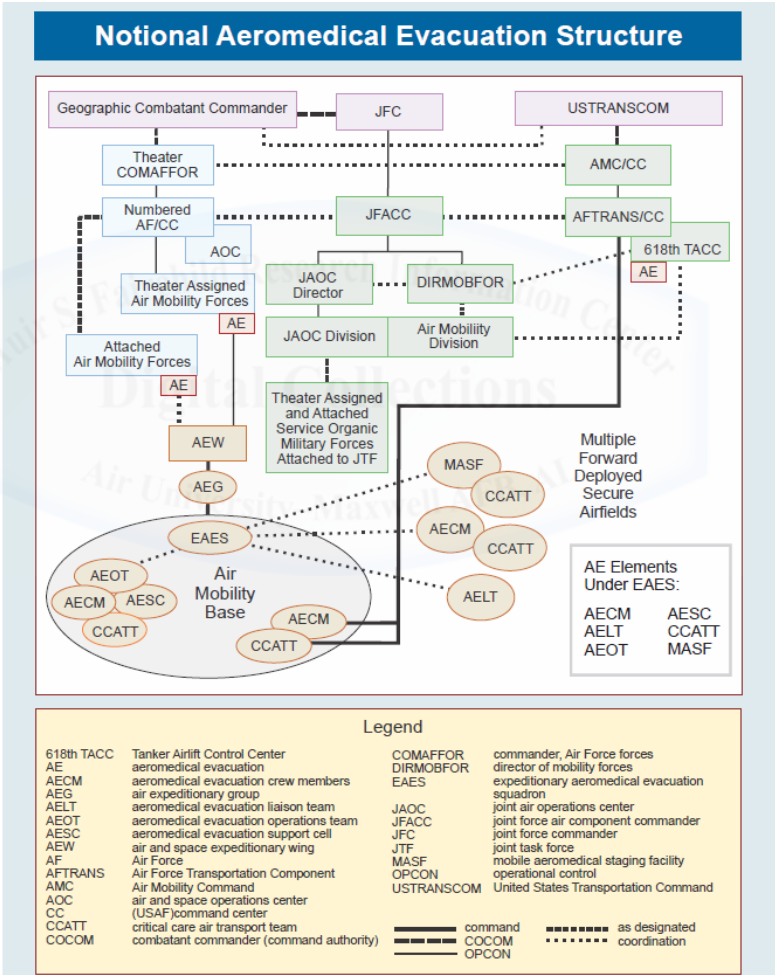 Notional Aeromedical Evacuation Structure
Geographic Combatant Commander
JFC
USTRANSCOM
Theater
COMAFFOR
AMC/CC
Numbered
AF/CC
JFACC
AFTRANS/CC
AOC
618th TACC
AE
Theater Assigned
Air Mobility Forces
AE
JAOC
Director
DIRMOBFOR
Attached
Air Mobility Forces
AE
JAOC Division
Air Mobillity
Division
Theater Assigned
and Attached
Service Organic
Military Forces
Attached to JTF
AEW
AEG
EAES
AEOT
AECM
AESC
CCATT
Air
Mobility
Base
AECM
CCATT
MASF
CCATT
AECM
CCATT
AELT
Multiple
Forward
Deployed
Secure
Airfields
AE Elements
Under EAES:
AECM AESC
AELT CCATT
AEOT MASF
Legend
618th TACC Tanker Airlift Control Center
AE aeromedical evacuation
AECM aeromedical evacuation crew members
AEG air expeditionary group
AELT aeromedical evacuation liaison team
AEOT aeromedical evacuation operations team
AESC aeromedical evacuation support cell
AEW air and space expeditionary wing
AF Air Force
AFTRANS Air Force Transportation Component
AMC Air Mobility Command
AOC air and space operations center
CC (USAF)command center
CCATT critical care air transport team
COCOM combatant commander (command authority)
COMAFFOR commander, Air Force forces
DIRMOBFOR director of mobility forces
EAES expeditionary aeromedical evacuation
squadron
JAOC joint air operations center
JFACC joint force air component commander
JFC joint force commander
JTF joint task force
MASF mobile aeromedical staging facility
OPCON operational control
USTRANSCOM United States Transportation Command
command
COCOM
OPCON
as designated
coordination
Digital Collections
Air University, Maxwell AFB, AL